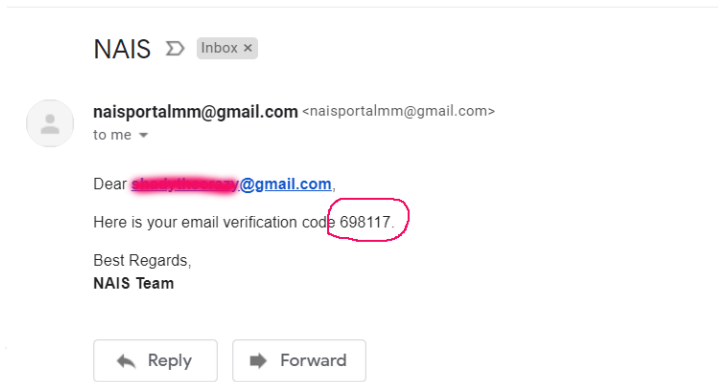 NAIS Inbox ×
naisportalmm@gmail.com <naisportalmm@gmail.com>
to me
Dear @gmail.com,
Here is your email verification code 698117.
Best Regards,
NAIS Team
Reply Forward